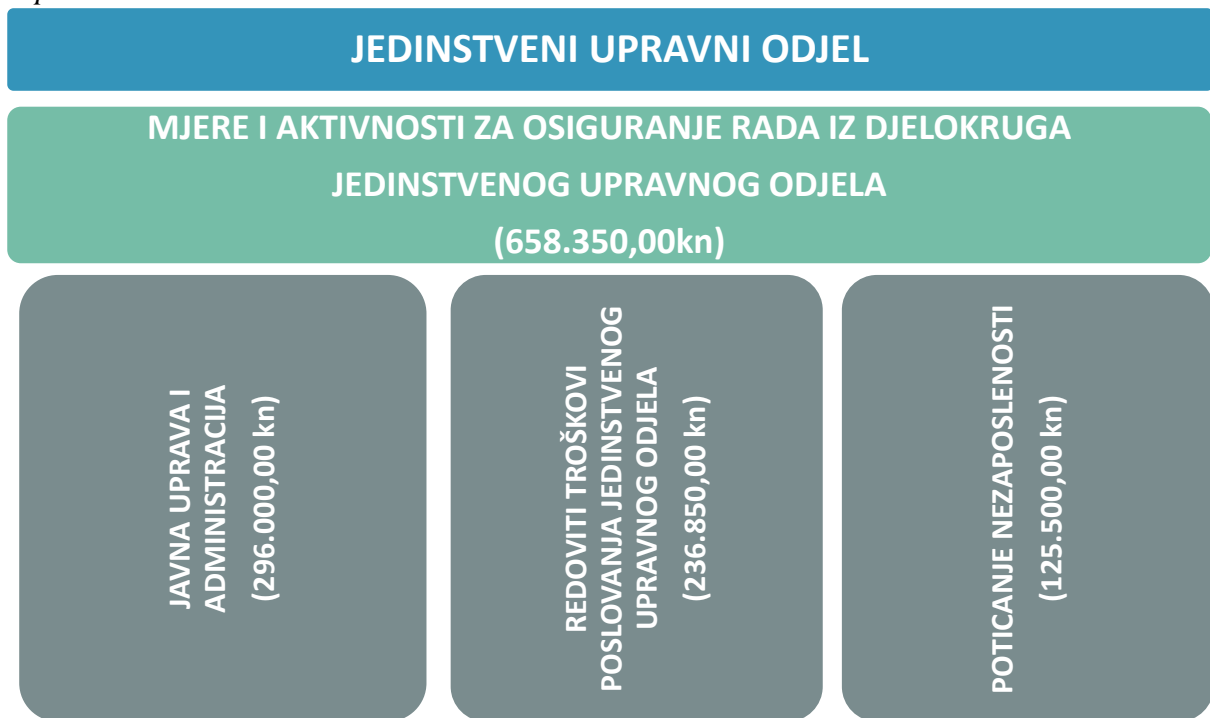 JEDINSTVENI UPRAVNI ODJEL
MJERE I AKTIVNOSTI ZA OSIGURANJE RADA IZ DJELOKRUGA
JEDINSTVENOG UPRAVNOG ODJELA
(658.350,00kn)
JAVNA UPRAVA I
ADMINISTRACIJA
(296.000,00 kn)
REDOVITI TROŠKOVI
POSLOVANJA JEDINSTVENOG
UPRAVNOG ODJELA
(236.850,00 kn)
POTICANJE NEZAPOSLENOSTI
(125.500,00 kn)